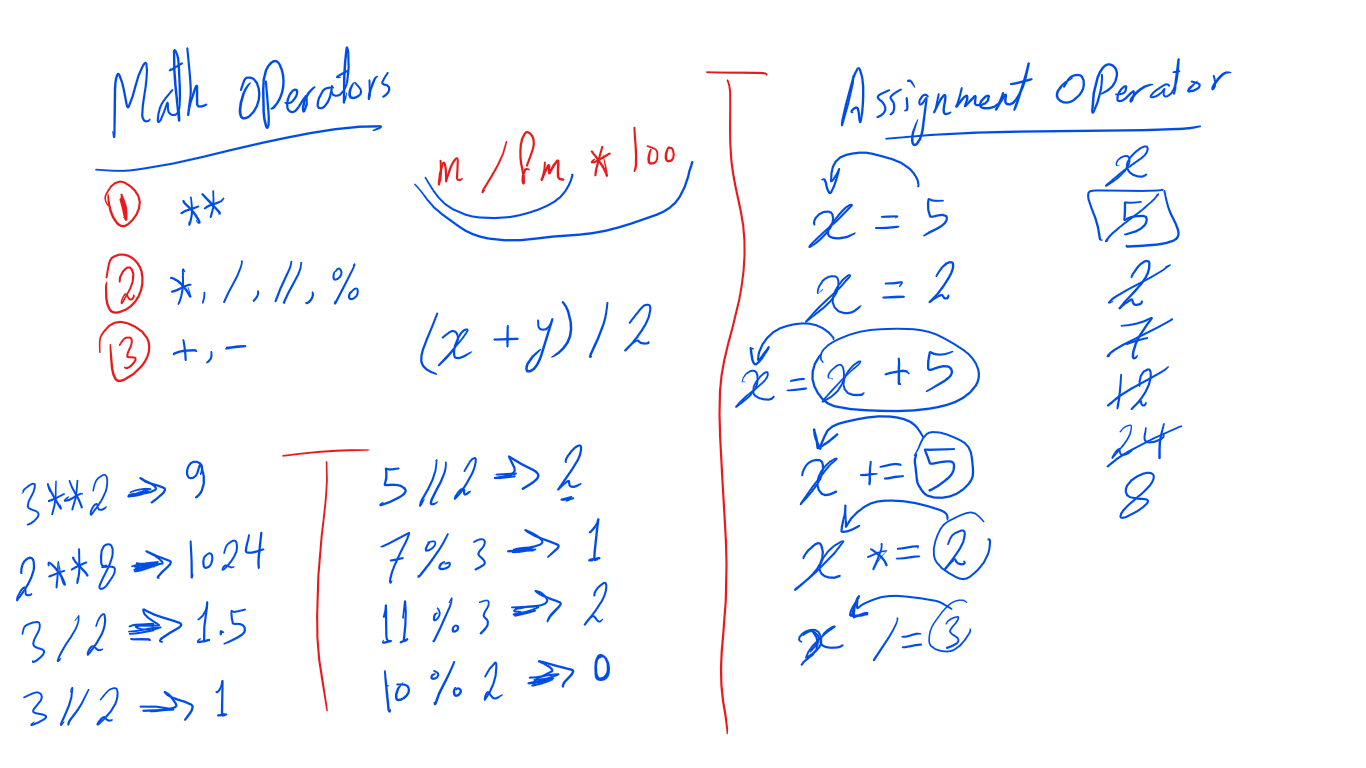 Math Operators
m / fm * 100
① **
② *, /, //, %
③ +, -
(x + y) / 2
3**2 => 9
2**8 => 1024
3 / 2 => 1.5
3 // 2 => 1
5 // 2 => 2
7 % 3 => 1
11 % 3 => 2
10 % 2 => 0
Assignment Operator
x = 5
x = 2
x = x + 5
x += 5
x *= 2
x /= 3
x
5
2
7
12
24
8